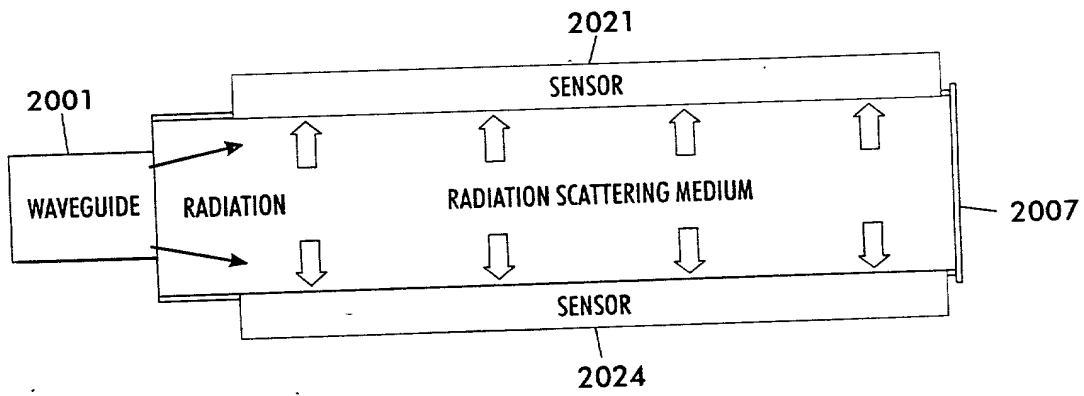 2021
SENSOR
2001
WAVEGUIDE
RADIATION
RADIATION SCATTERING MEDIUM
2007
SENSOR
2024